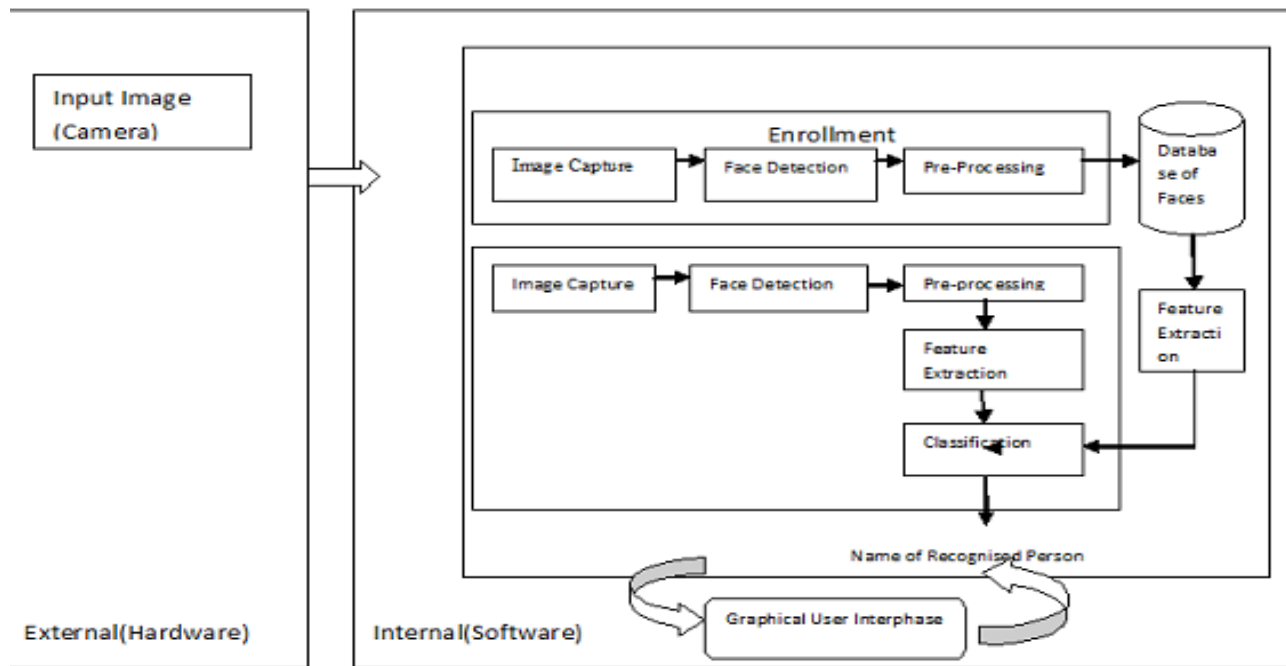 Input Image
(Camera)
Enrollment
Image Capture
Face Detection
Pre-Processing
Databa
se of
Faces
Image Capture
Face Detection
Pre-processing
Feature
Extraction
Feature
Extracti
on
Classification
Name of Recognised Person
Graphical User Interphase
External(Hardware)
Internal(Software)